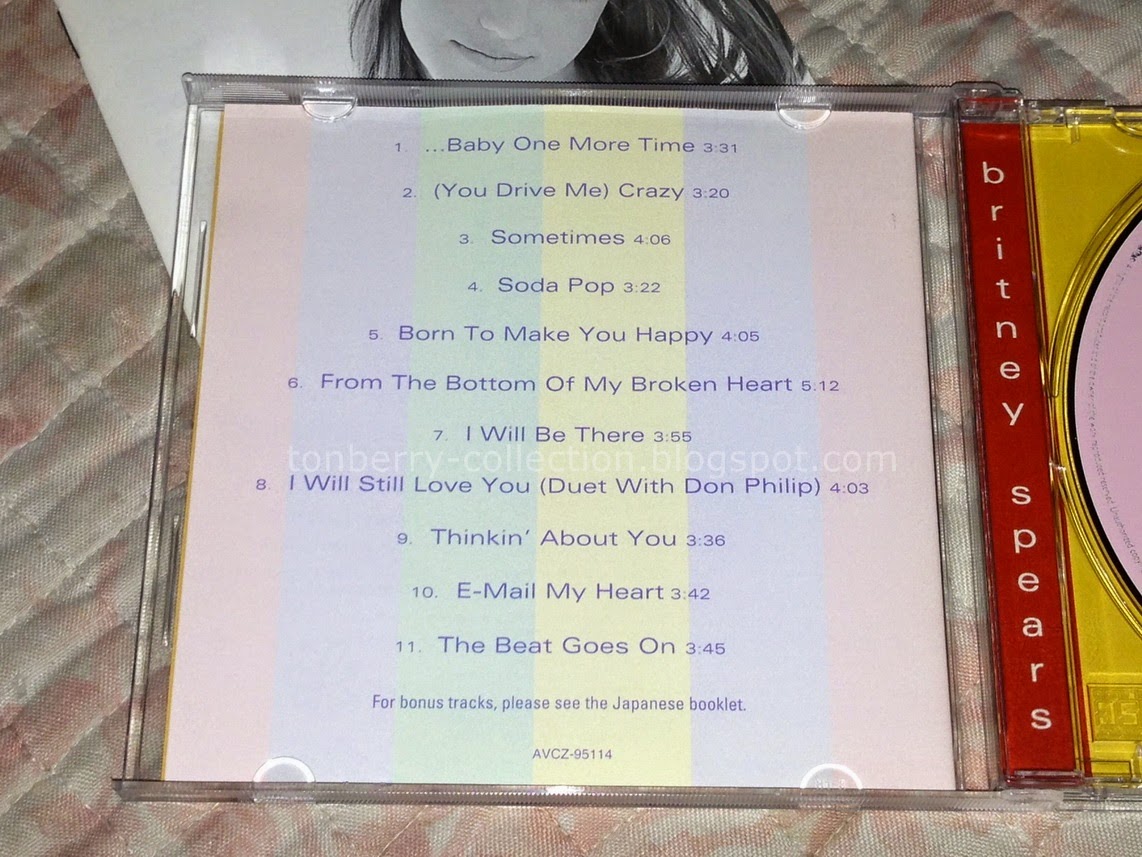 1. ...Baby One More Time 3:31
2. (You Drive Me) Crazy 3:20
3. Sometimes 4:06
4. Soda Pop 3:22
5. Born To Make You Happy 4:05
6. From The Bottom Of My Broken Heart 5:12
7. I Will Be There 3:55
tonberry-collection.blogspot.com
8. I Will Still Love You (Duet With Don Philip) 4:03
9. Thinkin' About You 3:36
10. E-Mail My Heart 3:42
11. The Beat Goes On 3:45
For bonus tracks, please see the Japanese booklet.
AVCZ-95114
britney spears